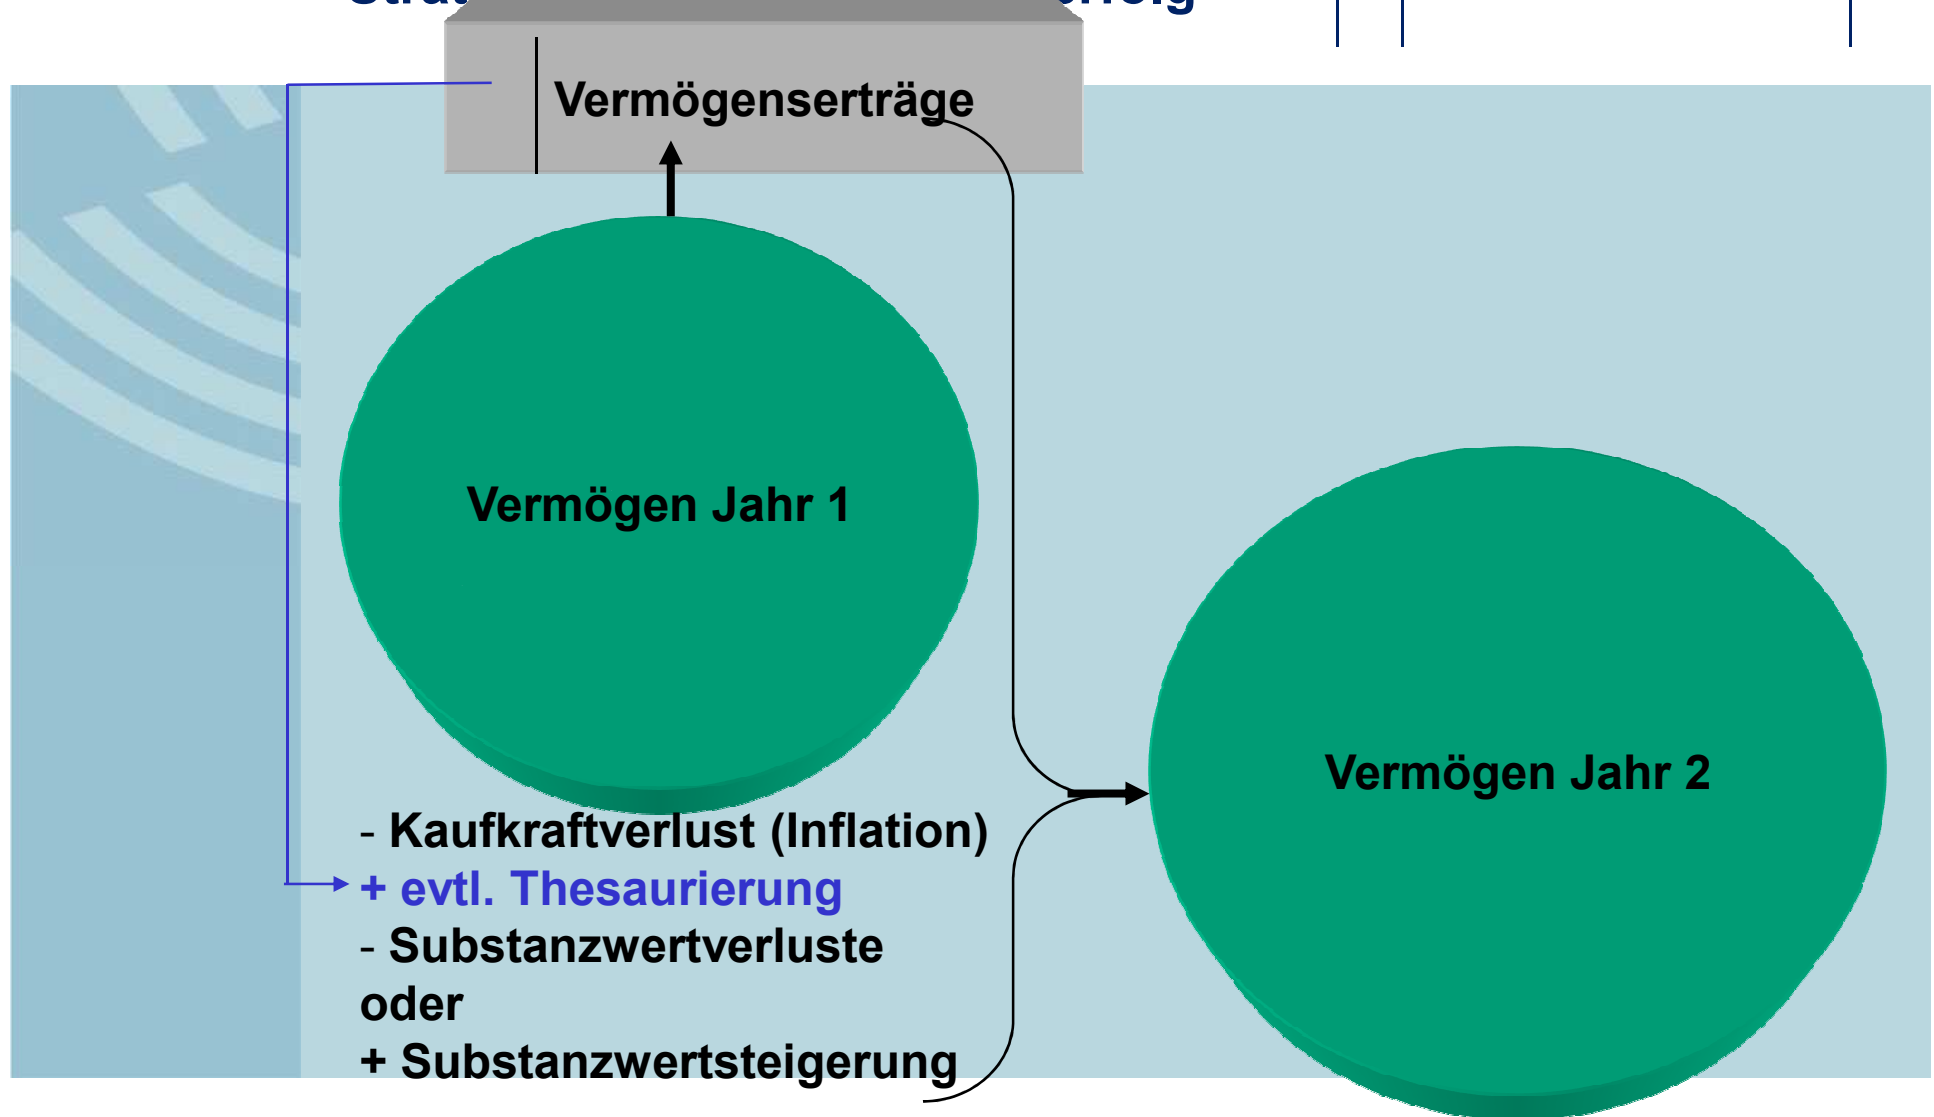 Vermögenserträge
Vermögen Jahr 1
Vermögen Jahr 2
- Kaufkraftverlust (Inflation)
+ evtl. Thesaurierung
- Substanzwertverluste
oder
+ Substanzwertsteigerung